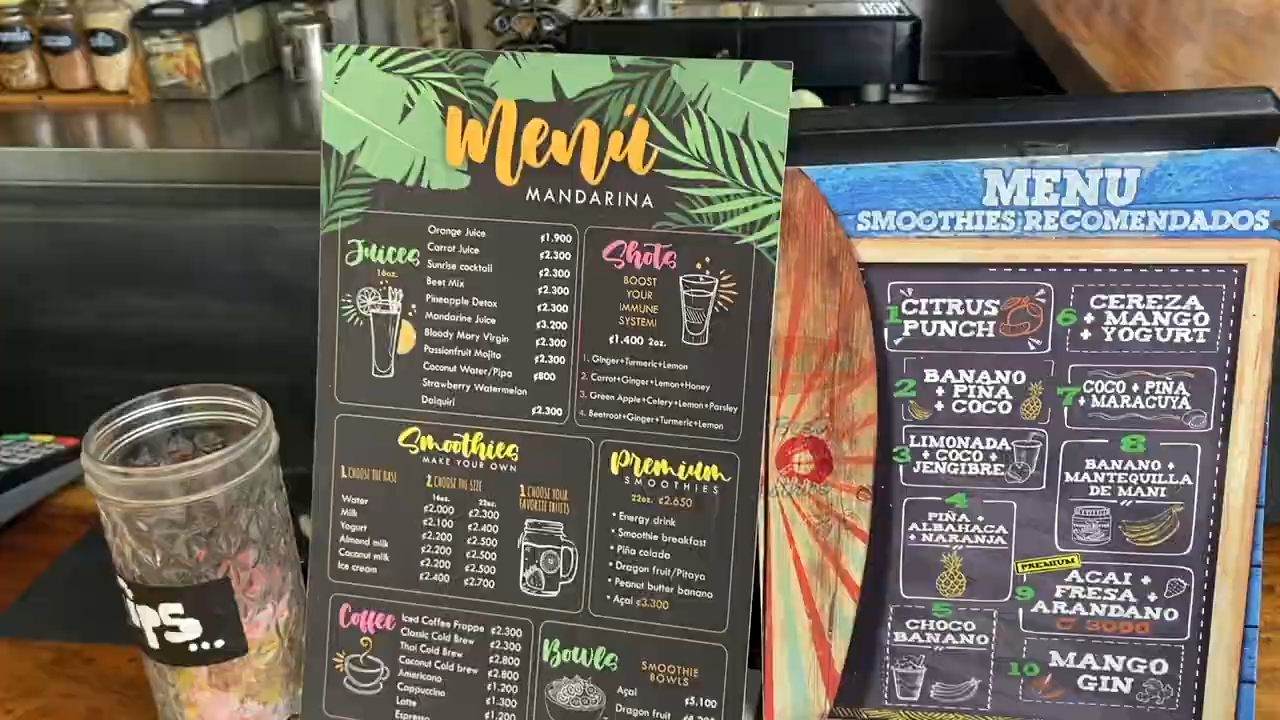 Menú
MANDARINA
Juices
16oz.
Orange Juice ₡1.900
Carrot Juice ₡2.300
Sunrise cocktail ₡2.300
Beet Mix ₡2.300
Pineapple Detox ₡2.300
Mandarine Juice ₡3.200
Bloody Mary Virgin ₡2.300
Passionfruit Mojito ₡2.300
Coconut Water/Pipa ₡800
Strawberry Watermelon
Daiquiri ₡2.300
Shots
BOOST
YOUR
IMMUNE
SYSTEM!
₡1.400 2oz.
1. Ginger+Turmeric+Lemon
2. Carrot+Ginger+Lemon+Honey
3. Green Apple+Celery+Lemon+Parsley
4. Beetroot+Ginger+Turmeric+Lemon
Smoothies
MAKE YOUR OWN
1. CHOOSE THE BASE
2 CHOOSE THE SIZE
16oz. 22oz.
Water ₡2.000 ₡2.300
Milk ₡2.100 ₡2.400
Yogurt ₡2.200 ₡2.500
Almond milk ₡2.200 ₡2.500
Coconut milk ₡2.200 ₡2.500
Ice cream ₡2.400 ₡2.700
1. CHOOSE YOUR
FAVORITE FRUITS
Premium
SMOOTHIES
22oz. ₡2.650
• Energy drink
• Smoothie breakfast
• Piña colada
• Dragon fruit/Pitaya
• Peanut butter banano
• Açaí ₡3.300
Coffee
Iced Coffee Frappe ₡2.300
Classic Cold Brew ₡2.300
Thai Cold Brew ₡2.800
Coconut Cold brew ₡2.800
Americano ₡1.200
Cappuccino ₡1.300
Latte ₡1.200
Espresso
Bowls
SMOOTHIE
BOWLS
Açaí ₡5.100
Dragon fruit
MENU
SMOOTHIES RECOMENDADOS
1 CITRUS
PUNCH
2 BANANO
+ PIÑA
+ COCO
3 LIMONADA
+ COCO +
JENGIBRE
4
PIÑA +
ALBAHACA
+ NARANJA
5
CHOCO
BANANO
6 CEREZA
+ MANGO
+ YOGURT
7 COCO + PIÑA
+ MARACUYA
8
BANANO +
MANTEQUILLA
DE MANI
PREMIUM
9 ACAI +
FRESA +
ARANDANO
₡ 3000
10 MANGO
GIN